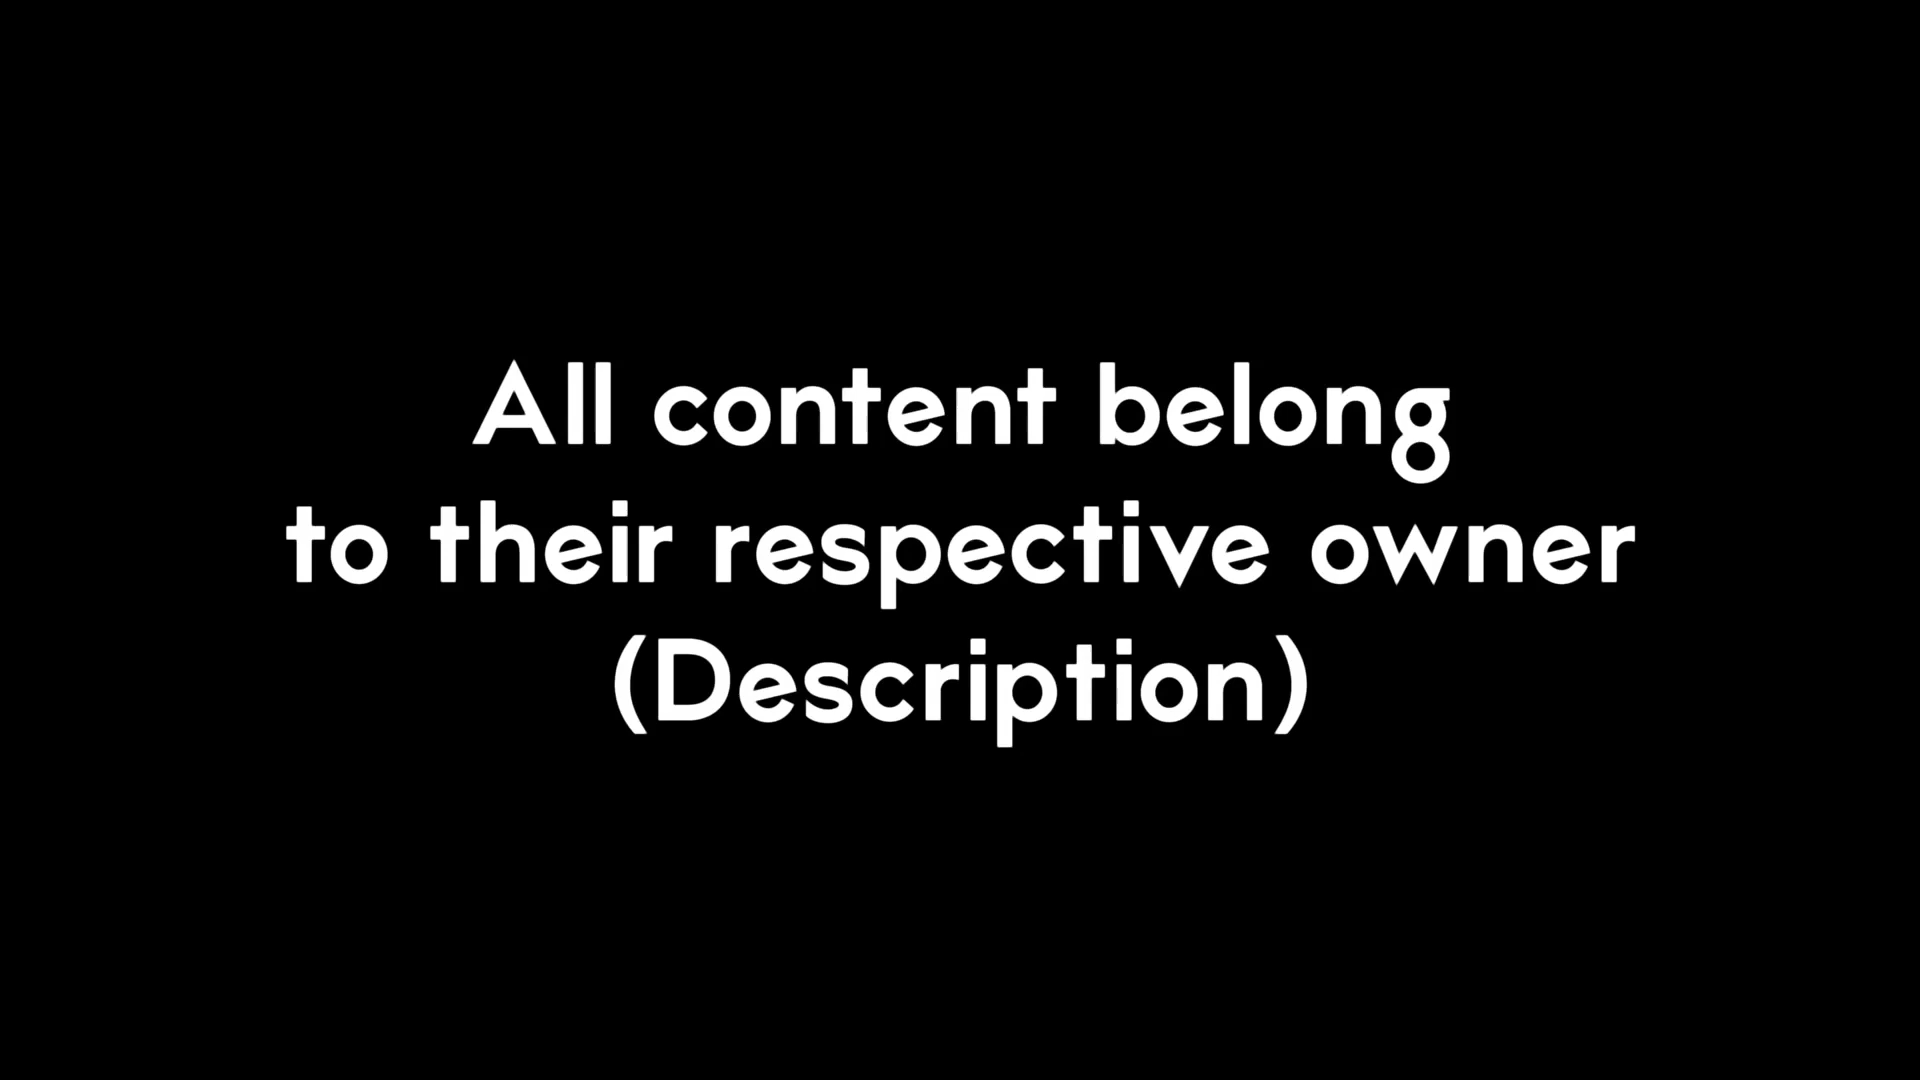 All content belong
to their respective owner
(Description)